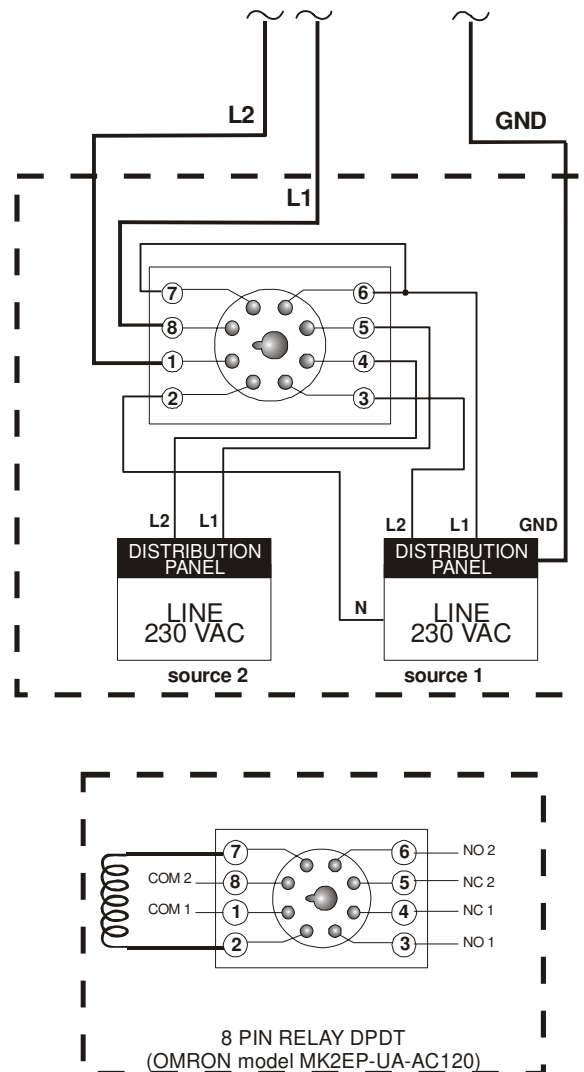 L2
GND
L1
7
6
8
5
1
4
2
3
L2
L1
L2
L1
GND
DISTRIBUTION
PANEL
DISTRIBUTION
PANEL
LINE
230 VAC
N
LINE
230 VAC
source 2
source 1
7
6
NO 2
COM 2
8
5
NC 2
COM 1
1
4
NC 1
2
3
NO 1
8 PIN RELAY DPDT
(OMRON model MK2EP-UA-AC120)